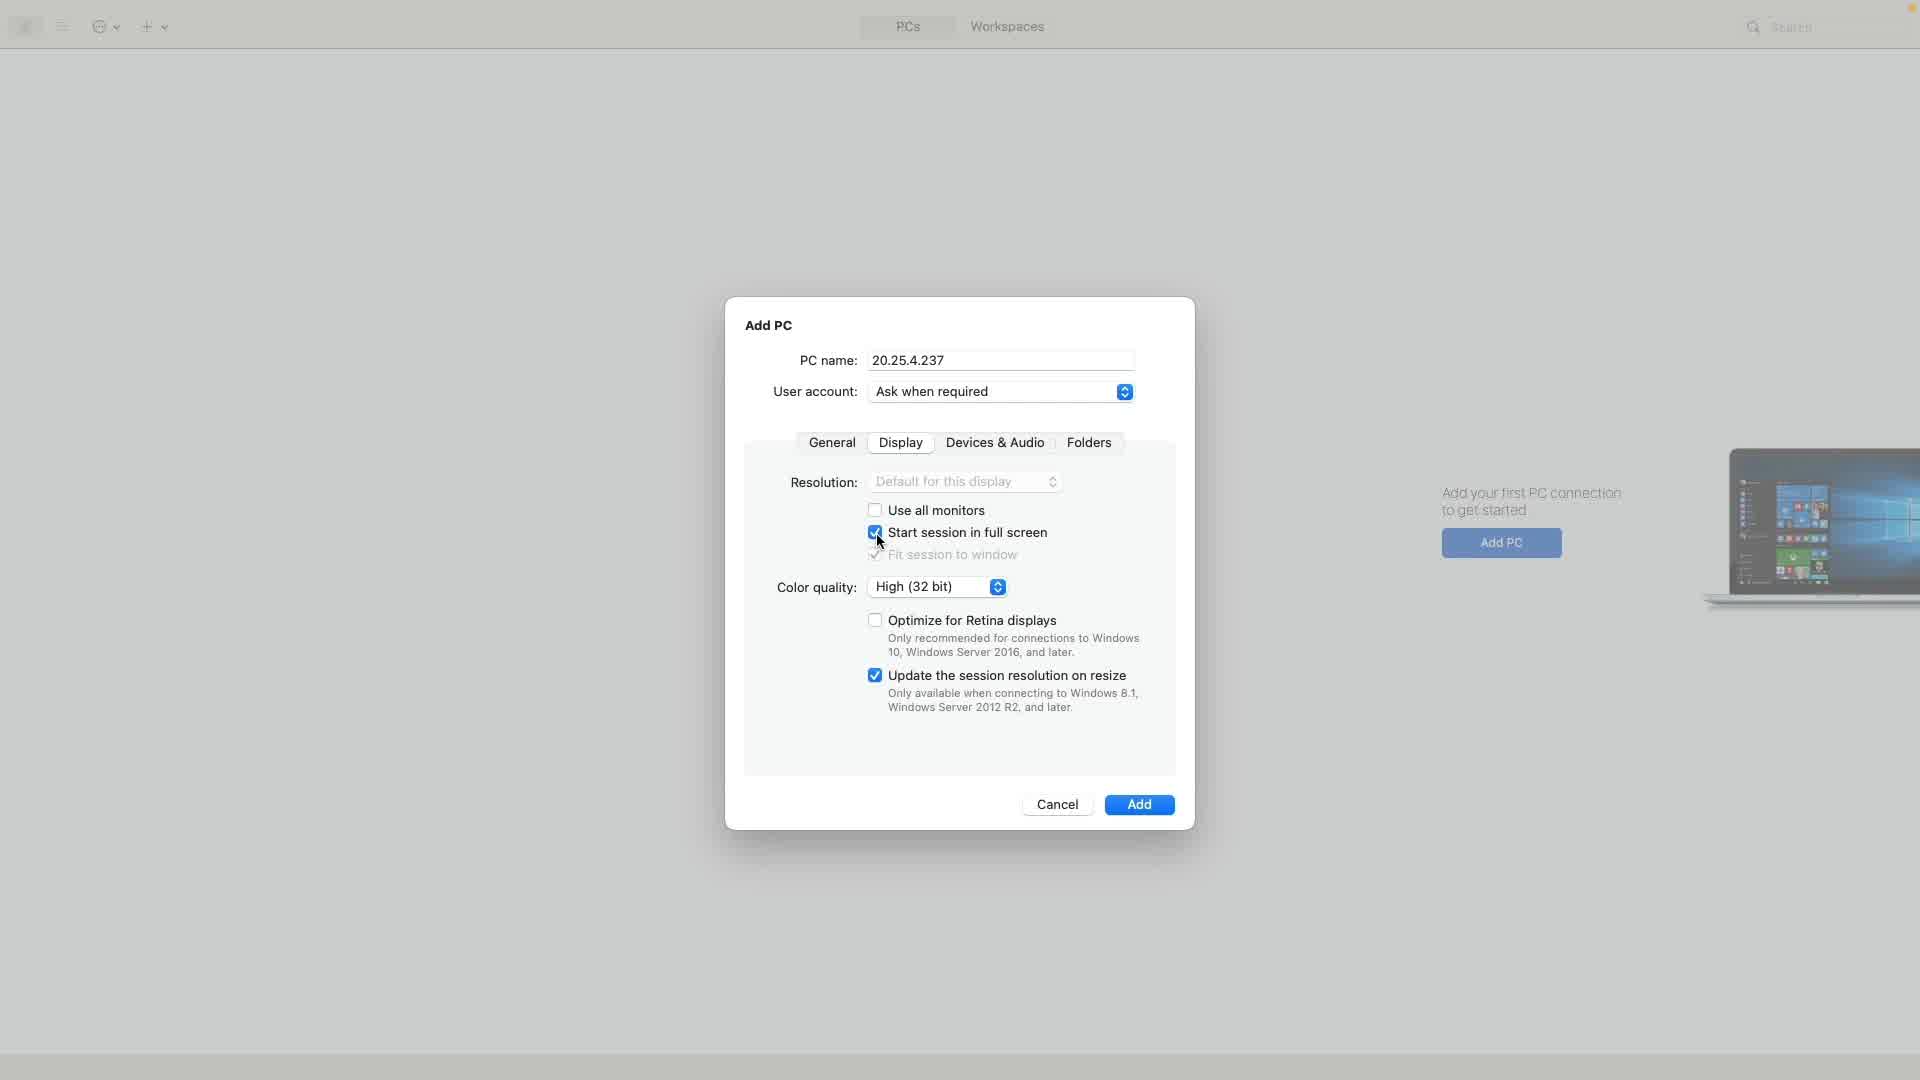 PCs
Workspaces
Search
Add PC
PC name: 20.25.4.237
User account: Ask when required
General
Display
Devices & Audio
Folders
Resolution: Default for this display
Use all monitors
Start session in full screen
Fit session to window
Color quality: High (32 bit)
Optimize for Retina displays
Only recommended for connections to Windows
10, Windows Server 2016, and later.
Update the session resolution on resize
Only available when connecting to Windows 8.1,
Windows Server 2012 R2, and later.
Cancel
Add
Add your first PC connection
to get started
Add PC